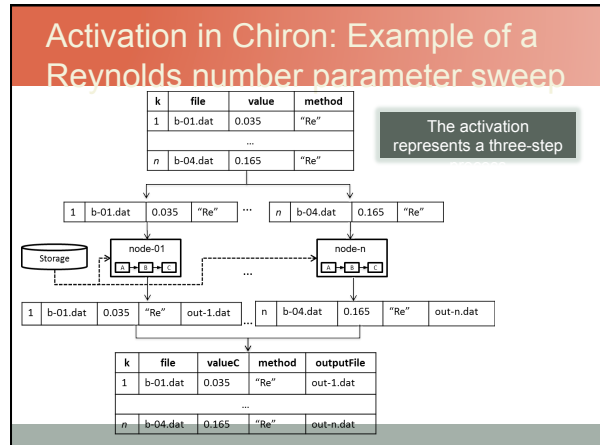 Activation in Chiron: Example of a
Reynolds number parameter sweep
k file value method
1 b-01.dat 0.035 "Re"
...
n b-04.dat 0.165 "Re"
The activation
represents a three-step
1 b-01.dat 0.035 "Re" ... n b-04.dat 0.165 "Re"
Storage
node-01
A B C
...
node-n
A B C
1 b-01.dat 0.035 "Re" out-1.dat ... n b-04.dat 0.165 "Re" out-n.dat
k file valueC method outputFile
1 b-01.dat 0.035 "Re" out-1.dat
...
n b-04.dat 0.165 "Re" out-n.dat